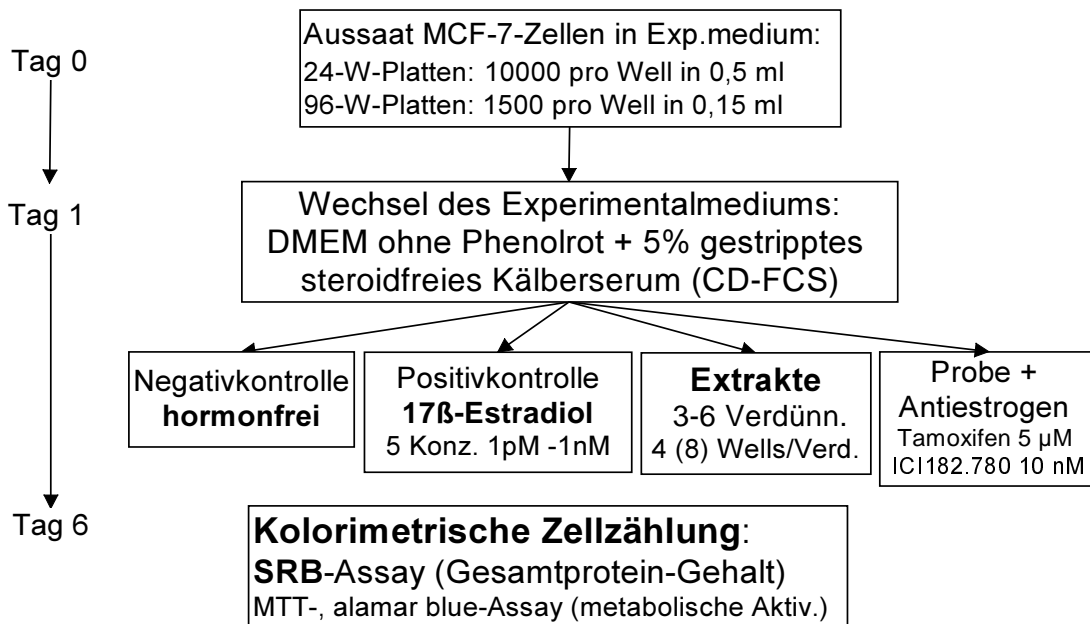 Tag 0
Aussaat MCF-7-Zellen in Exp.medium:
24-W-Platten: 10000 pro Well in 0,5 ml
96-W-Platten: 1500 pro Well in 0,15 ml
Tag 1
Wechsel des Experimentalmediums:
DMEM ohne Phenolrot + 5% gestripptes
steroidfreies Kälberserum (CD-FCS)
Negativkontrolle
hormonfrei
Positivkontrolle
17ß-Estradiol
5 Konz. 1pM -1nM
Extrakte
3-6 Verdünn.
4 (8) Wells/Verd.
Probe +
Antiestrogen
Tamoxifen 5 µM
ICI182.780 10 nM
Tag 6
Kolorimetrische Zellzählung:
SRB-Assay (Gesamtprotein-Gehalt)
MTT-, alamar blue-Assay (metabolische Aktiv.)